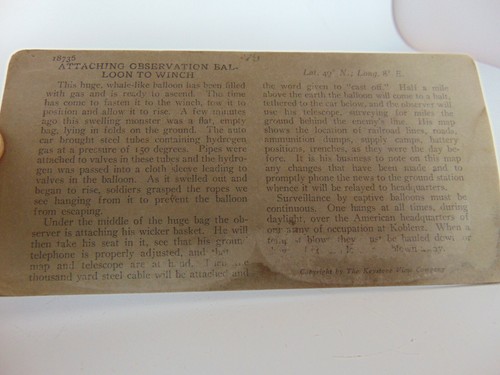 18738
ATTACHING OBSERVATION BAL-
LOON TO WINCH
This huge, whale-like balloon has been filled
with gas and is ready to ascend. The time
has come to fasten it to the winch, tow it to
position and allow it to rise. A few minutes
ago this swelling monster was a flat, empty
bag, lying in folds on the ground. The auto
car brought steel tubes containing hydrogen
gas at a pressure of 150 degrees. Pipes were
attached to valves in these tubes and the hydro-
gen was passed into a cloth sleeve leading to
valves in the balloon. As it swelled out and
began to rise, soldiers grasped the ropes we
see hanging from it to prevent the balloon
from escaping.
Under the middle of the huge bag the ob-
server is attaching his wicker basket. He will
then take his seat in it, see that his
telephone is properly adjusted, and
map and telescope are at
thousand yard steel cable will be attached and
Lat. N.; Long. E.
the word given to "cast off." Half a mile
above the earth the balloon will come to a halt,
tethered to the car below, and the observer will
use his telescope, surveying for miles the
ground behind the enemy's line. His map
shows the location of railroad lines, roads,
ammunition dumps, supply camps, battery
positions, trenches, as they were the day be-
fore. It is his business to note on this map
any changes that have been made and to
promptly phone the news to the ground station
whence it will be relayed to headquarters.
Surveillance by captive balloons must be
continuous. One hangs at all times, during
daylight, over the American headquarters of
our army of occupation at Koblenz. When a
blow they must be hauled down or
Copyright by The Keystone View Company